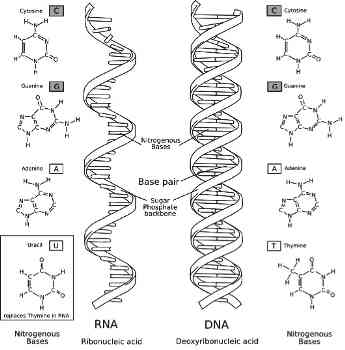 Cytosine C
Guanine G
Adenine A
Uracil U
replaces Thymine in RNA
Nitrogenous
Bases
Nitrogenous
Bases
Base pair
Sugar
Phosphate
backbone
RNA
Ribonucleic acid
DNA
Deoxyribonucleic acid
C Cytosine
G Guanine
A Adenine
T Thymine
Nitrogenous
Bases